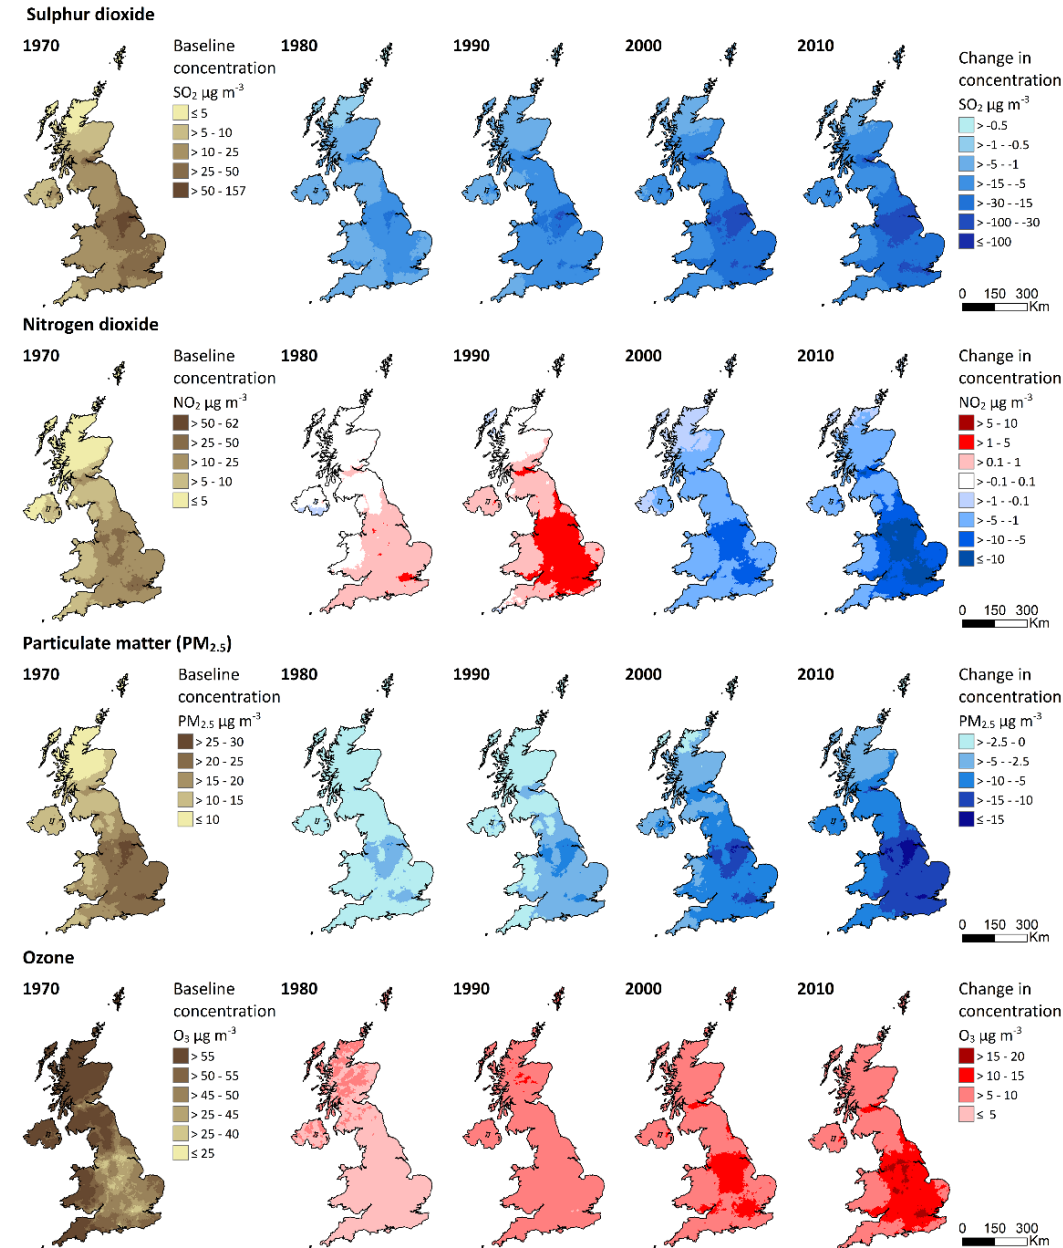 Sulphur dioxide
1970
Baseline
concentration
SO₂ µg m⁻³
≤ 5
> 5 - 10
> 10 - 25
> 25 - 50
> 50 - 157
1980
1990
2000
2010
Change in
concentration
SO₂ µg m⁻³
> -0.5
> -1 - -0.5
> -5 - -1
> -15 - -5
> -30 - -15
> -100 - -30
≤ -100
0 150 300
Km
Nitrogen dioxide
1970
Baseline
concentration
NO₂ µg m⁻³
> 50 - 62
> 25 - 50
> 10 - 25
> 5 - 10
≤ 5
1980
1990
2000
2010
Change in
concentration
NO₂ µg m⁻³
> 5 - 10
> 1 - 5
> 0.1 - 1
> -0.1 - 0.1
> -1 - -0.1
> -5 - -1
> -10 - -5
≤ -10
0 150 300
Km
Particulate matter (PM₂.₅)
1970
Baseline
concentration
PM₂.₅ µg m⁻³
> 25 - 30
> 20 - 25
> 15 - 20
> 10 - 15
≤ 10
1980
1990
2000
2010
Change in
concentration
PM₂.₅ µg m⁻³
> -2.5 - 0
> -5 - -2.5
> -10 - -5
> -15 - -10
≤ -15
0 150 300
Km
Ozone
1970
Baseline
concentration
O₃ µg m⁻³
> 55
> 50 - 55
> 45 - 50
> 25 - 45
> 25 - 40
≤ 25
1980
1990
2000
2010
Change in
concentration
O₃ µg m⁻³
> 15 - 20
> 10 - 15
> 5 - 10
≤ 5
0 150 300
Km